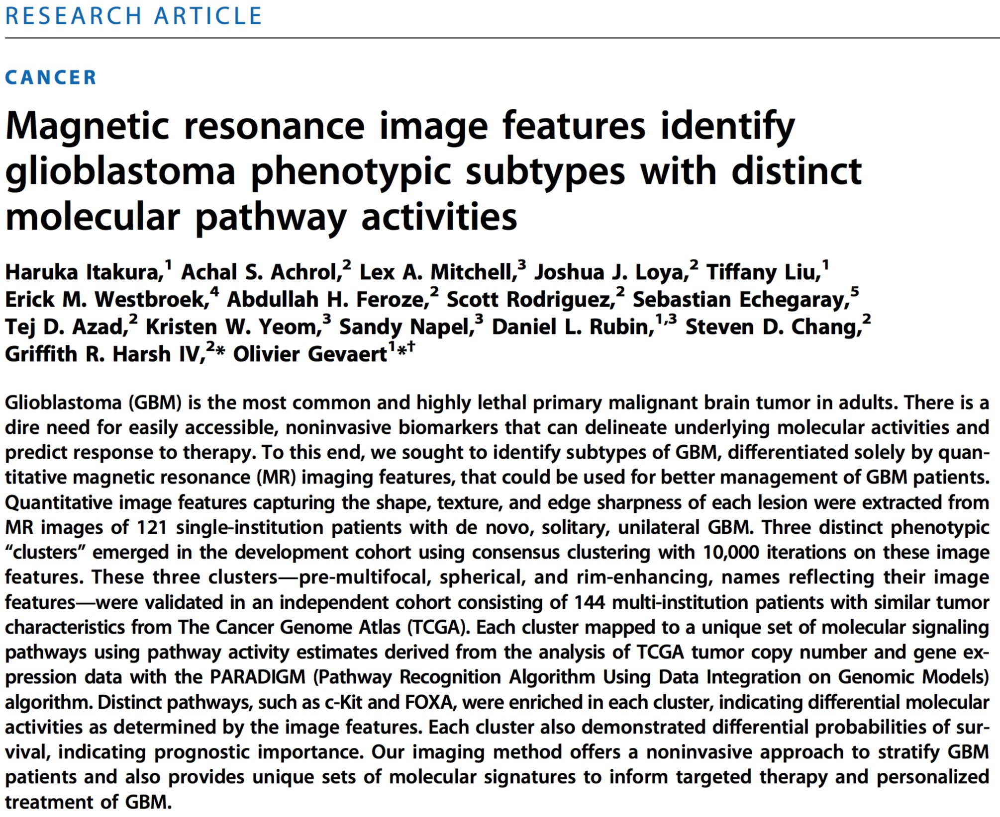 RESEARCH ARTICLE
CANCER
Magnetic resonance image features identify
glioblastoma phenotypic subtypes with distinct
molecular pathway activities
Haruka Itakura,1 Achal S. Achrol,2 Lex A. Mitchell,3 Joshua J. Loya,2 Tiffany Liu,1
Erick M. Westbroek,4 Abdullah H. Feroze,2 Scott Rodriguez,2 Sebastian Echegaray,5
Tej D. Azad,2 Kristen W. Yeom,3 Sandy Napel,3 Daniel L. Rubin,1,3 Steven D. Chang,2
Griffith R. Harsh IV,2* Olivier Gevaert1*†
Glioblastoma (GBM) is the most common and highly lethal primary malignant brain tumor in adults. There is a
dire need for easily accessible, noninvasive biomarkers that can delineate underlying molecular activities and
predict response to therapy. To this end, we sought to identify subtypes of GBM, differentiated solely by quan-
titative magnetic resonance (MR) imaging features, that could be used for better management of GBM patients.
Quantitative image features capturing the shape, texture, and edge sharpness of each lesion were extracted from
MR images of 121 single-institution patients with de novo, solitary, unilateral GBM. Three distinct phenotypic
“clusters” emerged in the development cohort using consensus clustering with 10,000 iterations on these image
features. These three clusters—pre-multifocal, spherical, and rim-enhancing, names reflecting their image
features—were validated in an independent cohort consisting of 144 multi-institution patients with similar tumor
characteristics from The Cancer Genome Atlas (TCGA). Each cluster mapped to a unique set of molecular signaling
pathways using pathway activity estimates derived from the analysis of TCGA tumor copy number and gene ex-
pression data with the PARADIGM (Pathway Recognition Algorithm Using Data Integration on Genomic Models)
algorithm. Distinct pathways, such as c-Kit and FOXA, were enriched in each cluster, indicating differential molecular
activities as determined by the image features. Each cluster also demonstrated differential probabilities of sur-
vival, indicating prognostic importance. Our imaging method offers a noninvasive approach to stratify GBM
patients and also provides unique sets of molecular signatures to inform targeted therapy and personalized
treatment of GBM.